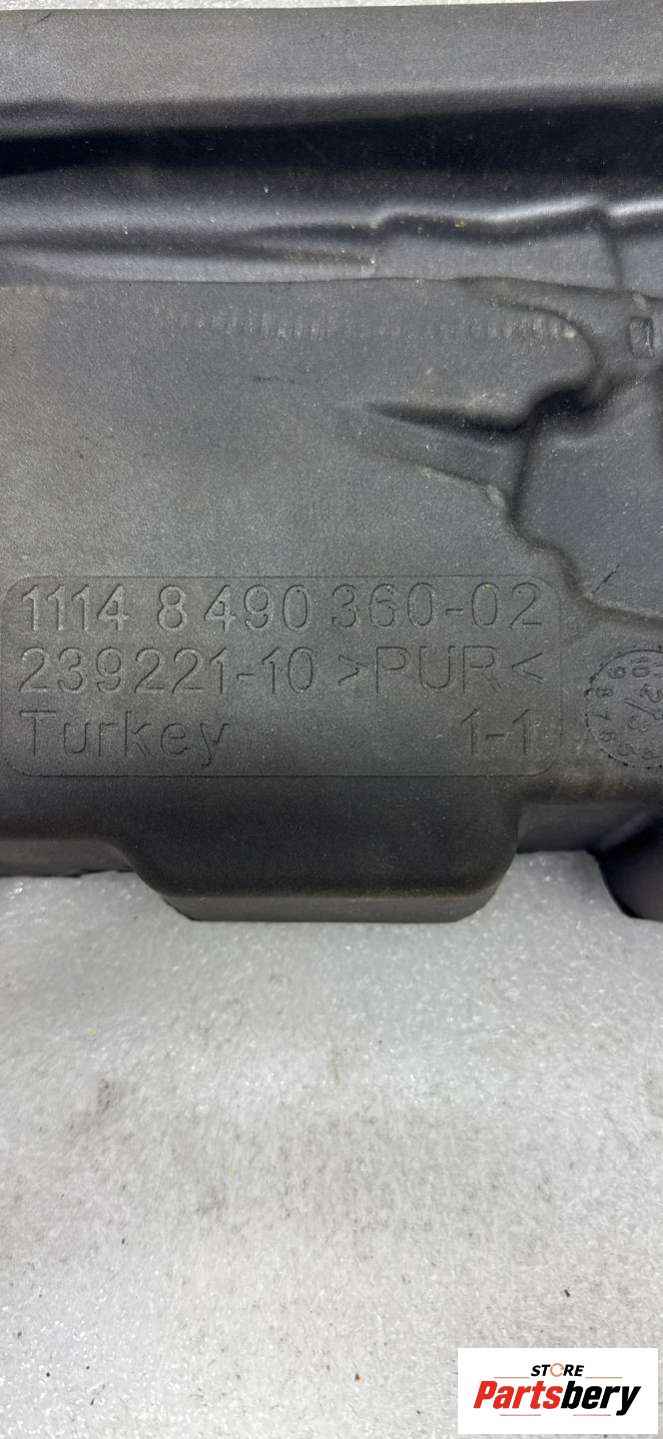 1114 8 490 360-02
239221-10 >PUR<
Turkey 1-1
STORE
Partsbery